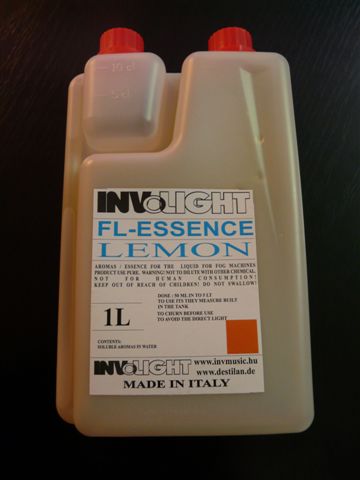 10 cl
5 cl
INVOLIGHT
FL-ESSENCE
LEMON
AROMAS / ESSENCE FOR THE LIQUID FOR FOG MACHINES
PRODUCT USE PURE. WARNING! NOT TO DILUTE WITH OTHER CHEMICAL.
NOT FOR HUMAN CONSUMPTION!
KEEP OUT OF REACH OF CHILDREN! DO NOT SWALLOW!
DOSE : 50 ML IN TO 5 LT
TO USE ITS THEY MEASURE BUILT
IN THE TANK
1L
TO CHURN BEFORE USE
TO AVOID THE DIRECT LIGHT
CONTENTS:
SOLUBLE AROMAS IN WATER
INVOLIGHT
www.invmusic.hu
www.destilan.de
MADE IN ITALY